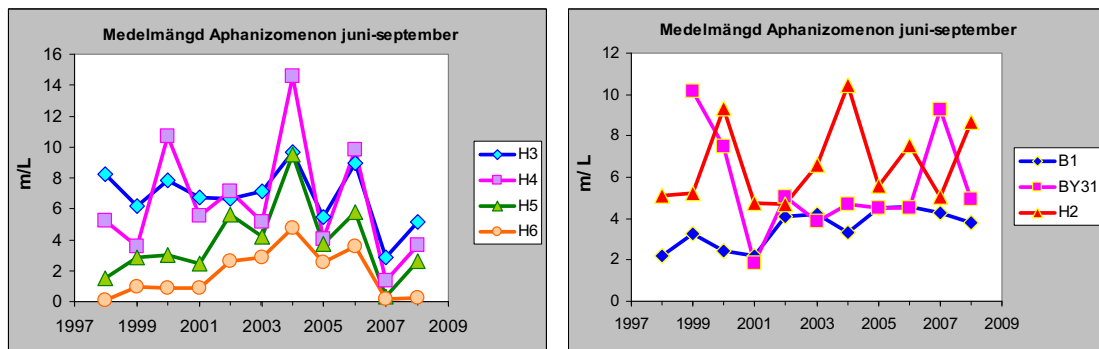 Medelmängd Aphanizomenon juni-september
16
14
12
10
8
6
4
2
0
m/L
1997 1999 2001 2003 2005 2007 2009
H3
H4
H5
H6
Medelmängd Aphanizomenon juni-september
12
10
8
6
4
2
0
m/L
1997 1999 2001 2003 2005 2007 2009
B1
BY31
H2